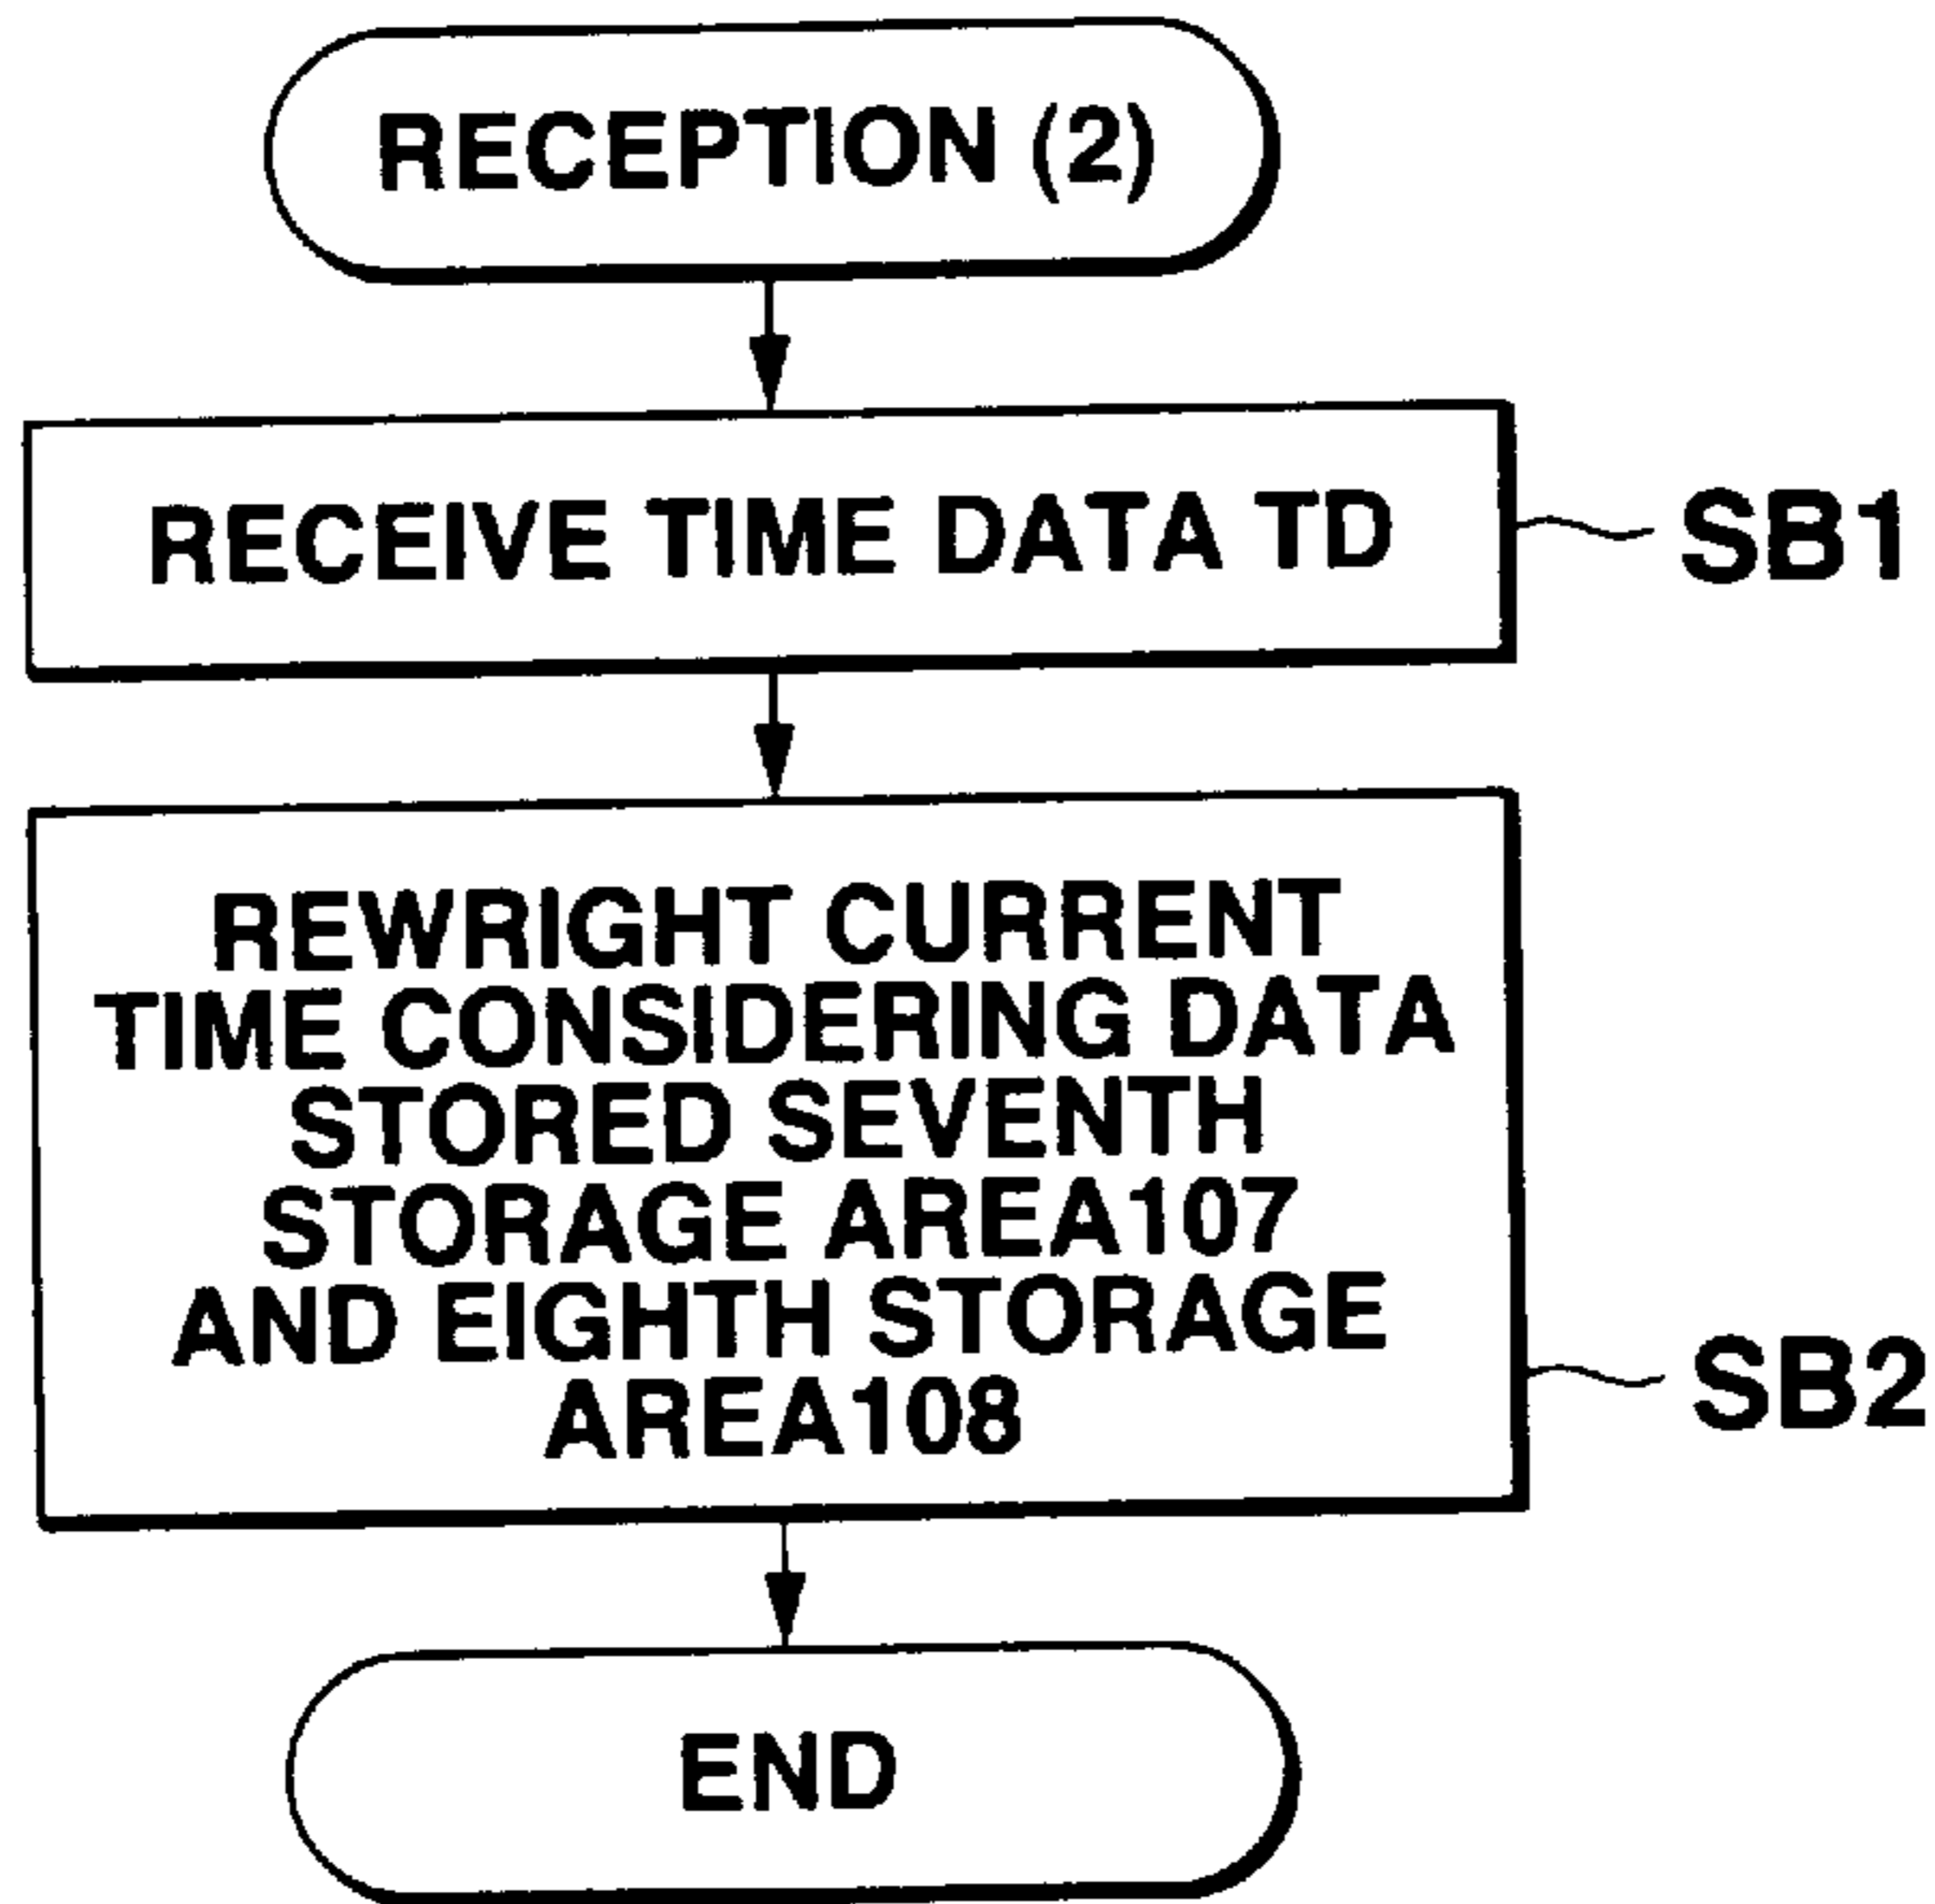 RECEPTION (2)
RECEIVE TIME DATA TD
SB1
REWRIGHT CURRENT
TIME CONSIDERING DATA
STORED SEVENTH
STORAGE AREA107
AND EIGHTH STORAGE
AREA108
SB2
END